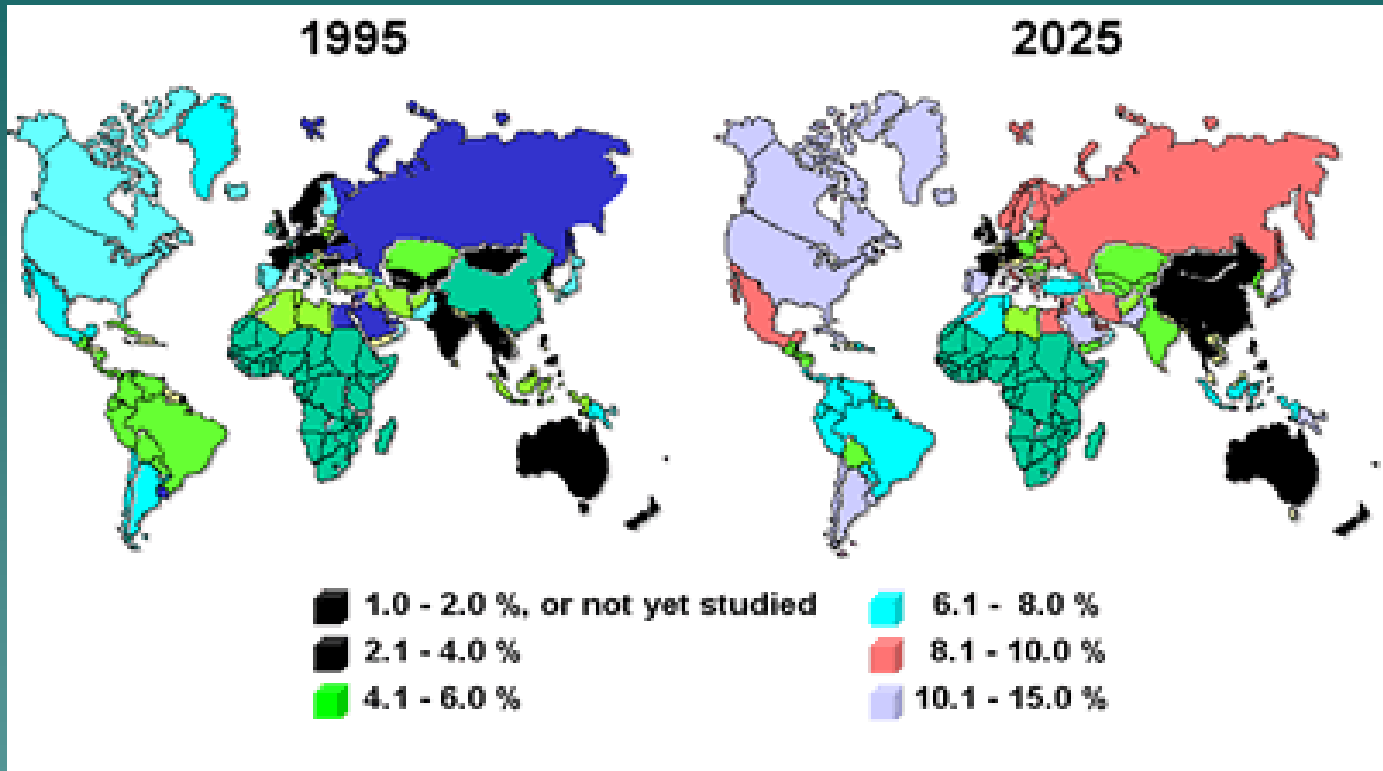 1995
2025
1.0 - 2.0 %, or not yet studied
2.1 - 4.0 %
4.1 - 6.0 %
6.1 - 8.0 %
8.1 - 10.0 %
10.1 - 15.0 %